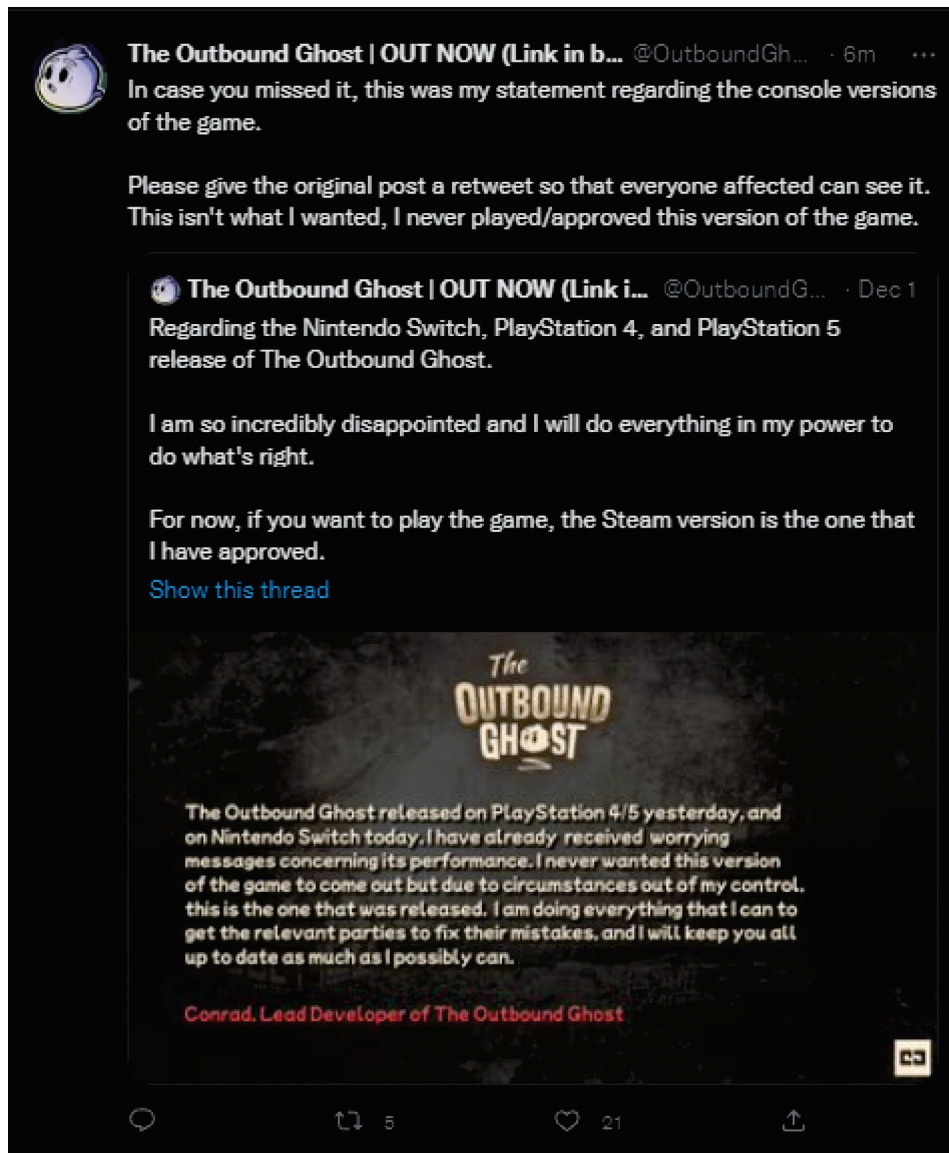 The Outbound Ghost | OUT NOW (Link in b... @OutboundGh... · 6m ...
In case you missed it, this was my statement regarding the console versions
of the game.
Please give the original post a retweet so that everyone affected can see it.
This isn't what I wanted, I never played/approved this version of the game.
The Outbound Ghost | OUT NOW (Link i... @OutboundG... · Dec 1
Regarding the Nintendo Switch, PlayStation 4, and PlayStation 5
release of The Outbound Ghost.
I am so incredibly disappointed and I will do everything in my power to
do what's right.
For now, if you want to play the game, the Steam version is the one that
I have approved.
Show this thread
The
OUTBOUND
GHOST
The Outbound Ghost released on PlayStation 4/5 yesterday, and
on Nintendo Switch today. I have already received worrying
messages concerning its performance. I never wanted this version
of the game to come out but due to circumstances out of my control,
this is the one that was released. I am doing everything that I can to
get the relevant parties to fix their mistakes, and I will keep you all
up to date as much as I possibly can.
Conrad, Lead Developer of The Outbound Ghost
5
21